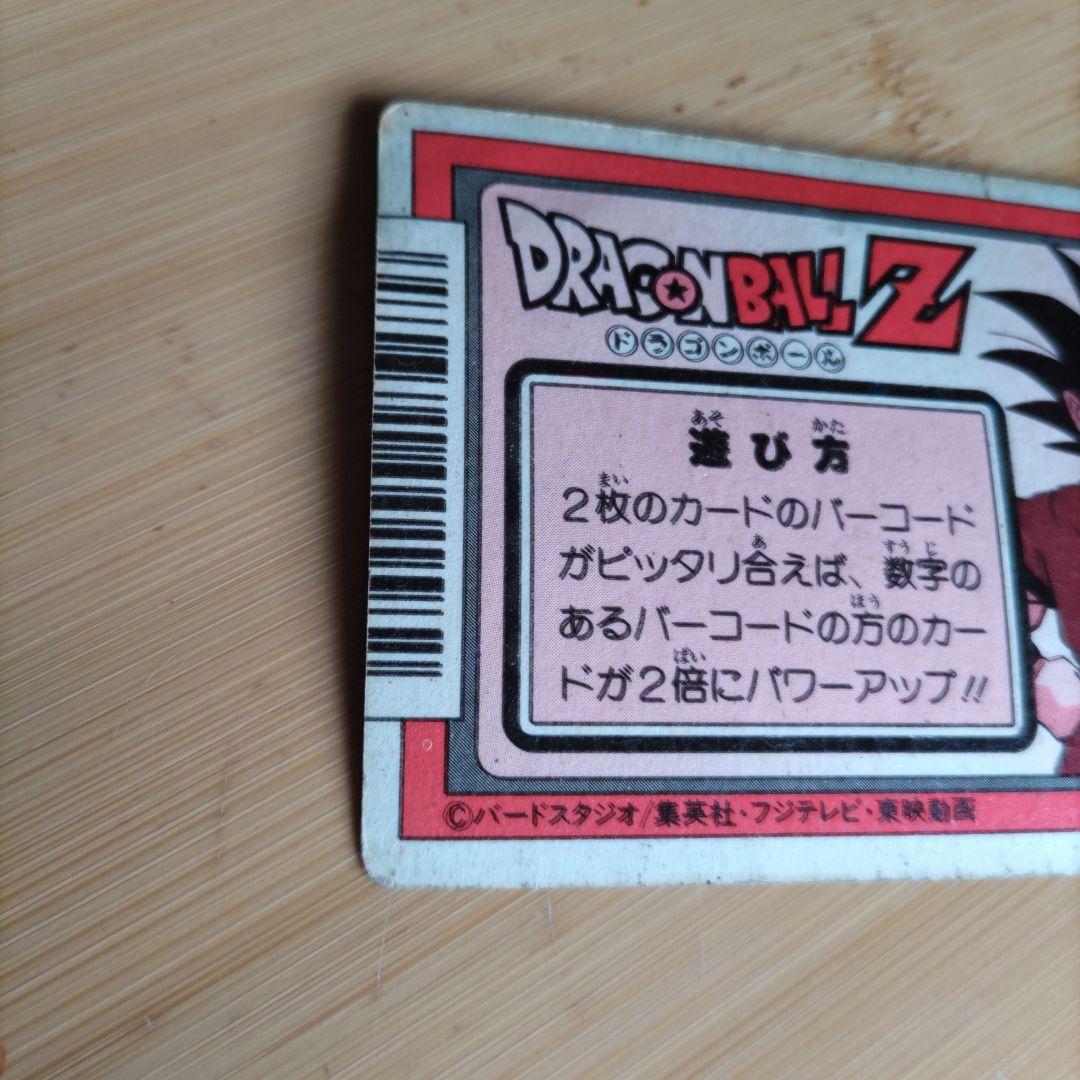 DRAGONBALL Z
ドラゴンボール
遊び方
2枚のカードのバーコード
がピッタリ合えば、数字の
あるバーコードの方のカー
ドが2倍にパワーアップ!!
©バードスタジオ/集英社・フジテレビ・東映動画